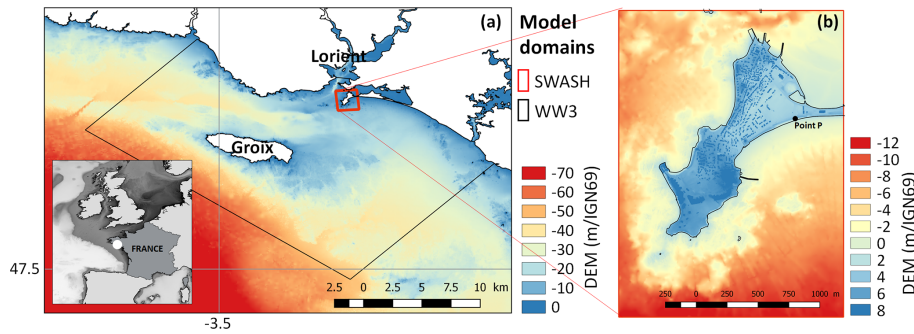 (a)
Model
domains
SWASH
WW3
Lorient
Groix
FRANCE
47.5
-3.5
2.5 0 2.5 5 7.5 10 km
-70
-60
-50
-40
-30
-20
-10
0
DEM (m/IGN69)
(b)
Point P
250 0 250 500 750 1000 m
-12
-10
-8
-6
-4
-2
0
2
4
6
8
DEM (m/IGN69)